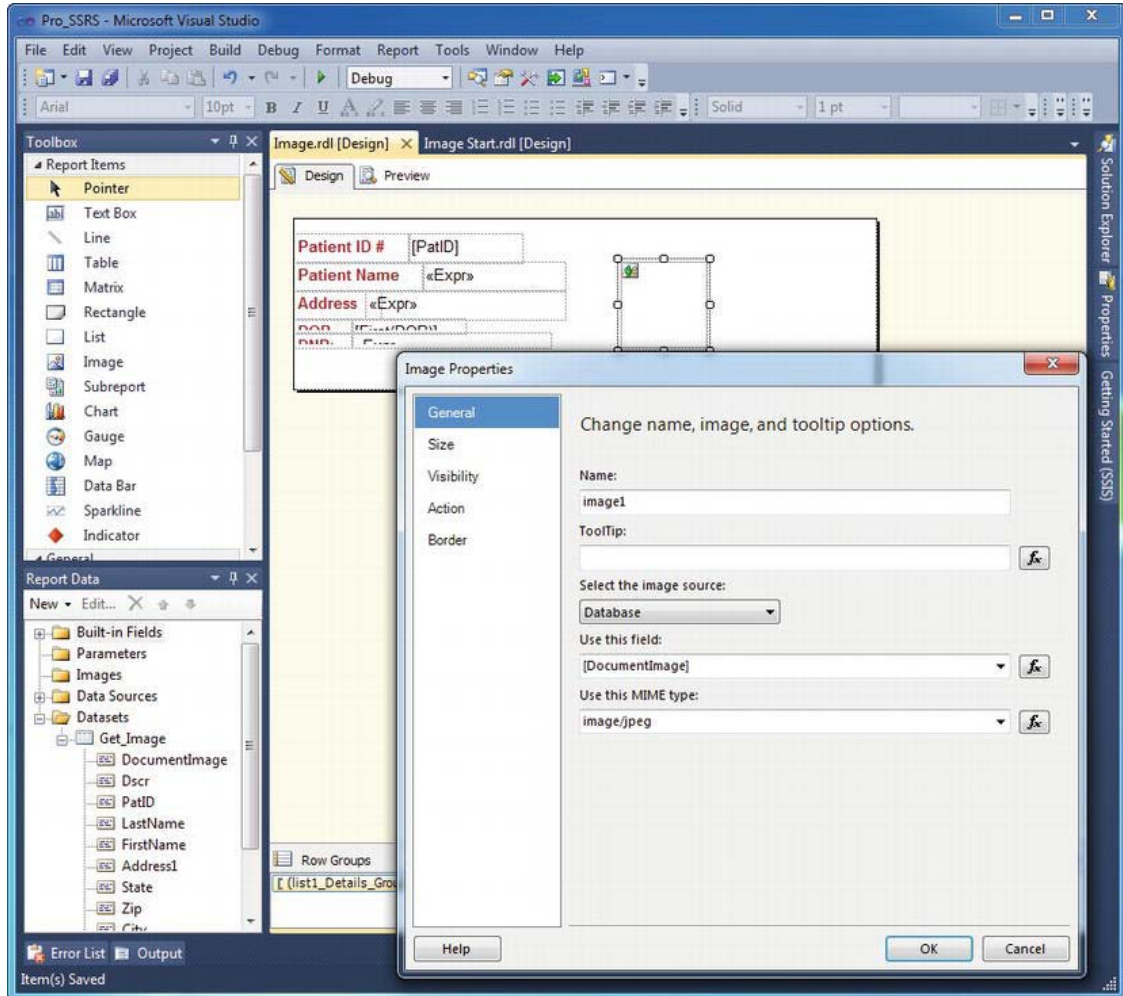 Pro_SSRS - Microsoft Visual Studio
File Edit View Project Build Debug Format Report Tools Window Help
Debug
Arial 10pt B I U A Solid 1 pt
Toolbox
Image.rdl [Design] Image Start.rdl [Design]
Report Items
Design Preview
Pointer
Text Box
Line
Table
Matrix
Rectangle
List
Image
Subreport
Chart
Gauge
Map
Data Bar
Sparkline
Indicator
General
Patient ID # [PatID]
Patient Name «Expr»
Address «Expr»
Solution Explorer
Properties
Getting Started (SSIS)
Report Data
New Edit...
Built-in Fields
Parameters
Images
Data Sources
Datasets
Get_Image
DocumentImage
Dscr
PatID
LastName
FirstName
Address1
State
Zip
City
Row Groups
[ (list1_Details_Grou
Image Properties
General
Size
Visibility
Action
Border
Change name, image, and tooltip options.
Name:
image1
ToolTip:
fx
Select the image source:
Database
Use this field:
[DocumentImage] fx
Use this MIME type:
image/jpeg fx
Help OK Cancel
Error List Output
Item(s) Saved